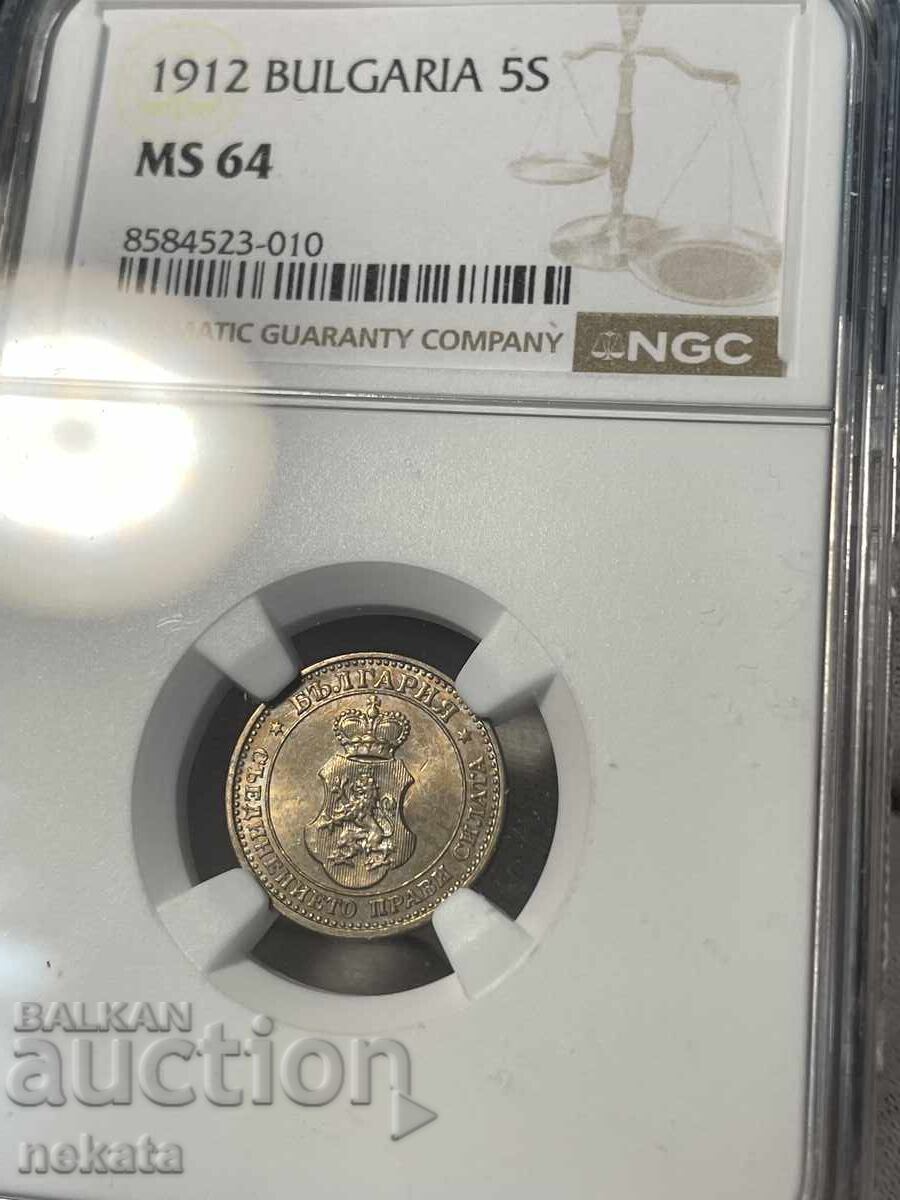 1912 BULGARIA 5S
MS 64
8584523-010
MATIC GUARANTY COMPANY NGC
* БЪЛГАРИЯ *
СЪЕДИНЕНИЕТО ПРАВИ СИЛАТА
BALKAN
auction
nekata